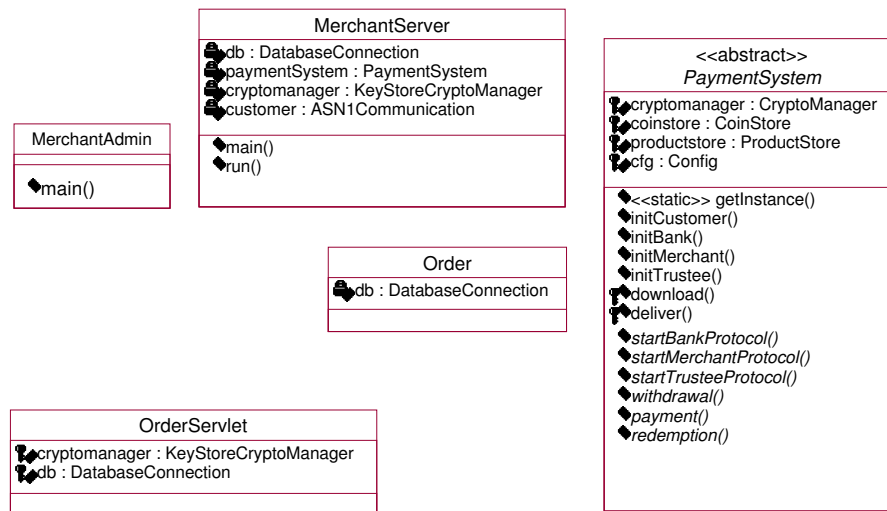 MerchantServer
db : DatabaseConnection
paymentSystem : PaymentSystem
cryptomanager : KeyStoreCryptoManager
customer : ASN1Communication
main()
run()
<<abstract>>
PaymentSystem
cryptomanager : CryptoManager
coinstore : CoinStore
productstore : ProductStore
cfg : Config
<<static>> getInstance()
initCustomer()
initBank()
initMerchant()
initTrustee()
download()
deliver()
startBankProtocol()
startMerchantProtocol()
startTrusteeProtocol()
withdrawal()
payment()
redemption()
MerchantAdmin
main()
Order
db : DatabaseConnection
OrderServlet
cryptomanager : KeyStoreCryptoManager
db : DatabaseConnection